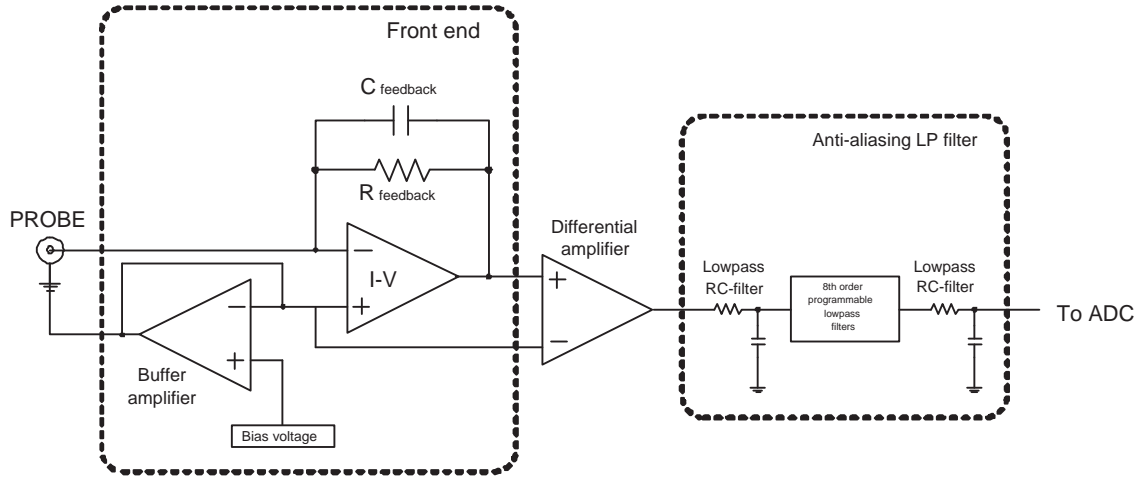 Front end
C feedback
R feedback
PROBE
I-V
Buffer
amplifier
Bias voltage
Differential
amplifier
Anti-aliasing LP filter
Lowpass
RC-filter
8th order
programmable
lowpass
filters
Lowpass
RC-filter
To ADC